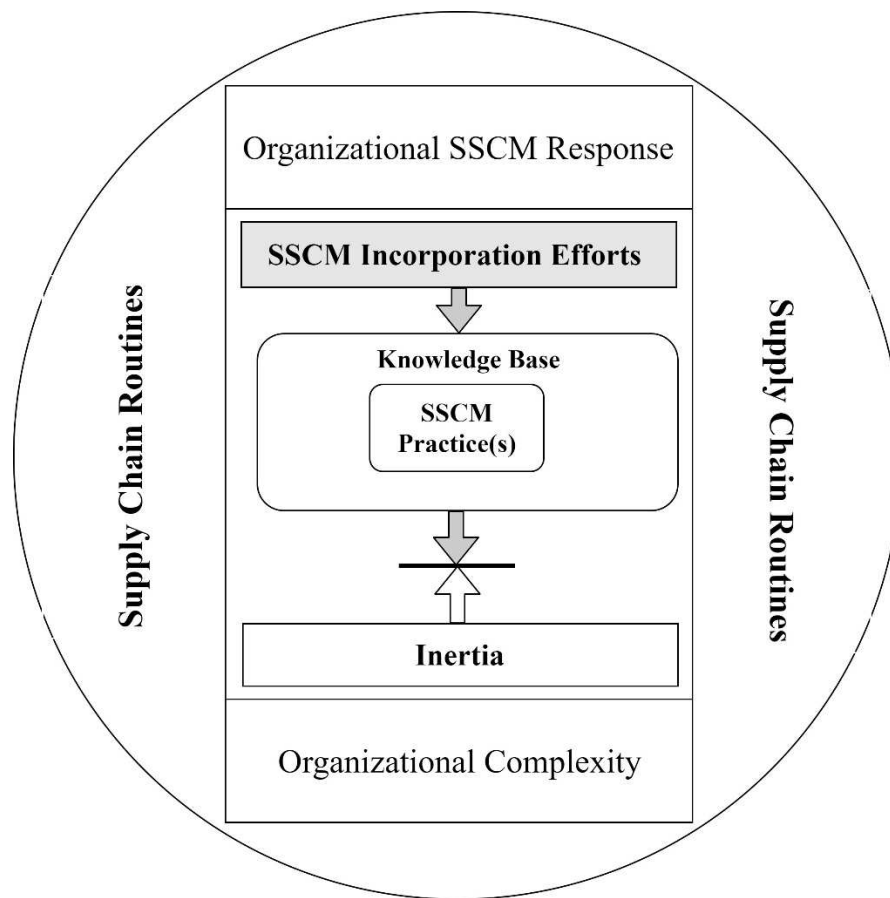 Organizational SSCM Response
SSCM Incorporation Efforts
Supply Chain Routines
Knowledge Base
SSCM
Practice(s)
Supply Chain Routines
Inertia
Organizational Complexity